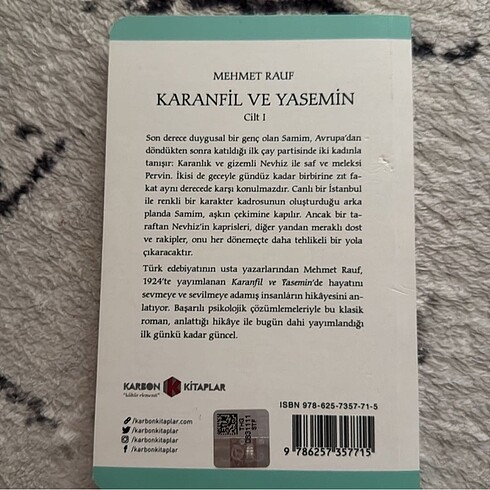 MEHMET RAUF
KARANFİL VE YASEMİN
Cilt I
Son derece duygusal bir genç olan Samim, Avrupa'dan
döndükten sonra katıldığı ilk çay partisinde iki kadınla
tanışır: Karanlık ve gizemli Nevhiz ile saf ve meleksi
Pervin. İkisi de geceyle gündüz kadar birbirine zıt fa-
kat aynı derecede karşı konulmazdır. Canlı bir İstanbul
ile renkli bir karakter kadrosunun oluşturduğu arka
planda Samim, aşkın çekimine kapılır. Ancak bir ta-
raftan Nevhiz'in kaprisleri, diğer yandan meraklı dost
ve rakipler, onu her dönemeçte daha tehlikeli bir yola
çıkaracaktır.
Türk edebiyatının usta yazarlarından Mehmet Rauf,
1924'te yayımlanan Karanfil ve Yasemin'de hayatını
sevmeye ve sevilmeye adamış insanların hikâyesini an-
latıyor. Başarılı psikolojik çözümlemeleriyle bu klasik
roman, anlattığı hikâye ile bugün dahi yayımlandığı
ilk günkü kadar güncel.
KARBON K KİTAPLAR
"kültür elementi"
/karbonkitaplar.com
/karbonkitaplar
/karbonkitaplar
/karbonkitaplar
ISBN 978-625-7357-71-5
9 786257 357715